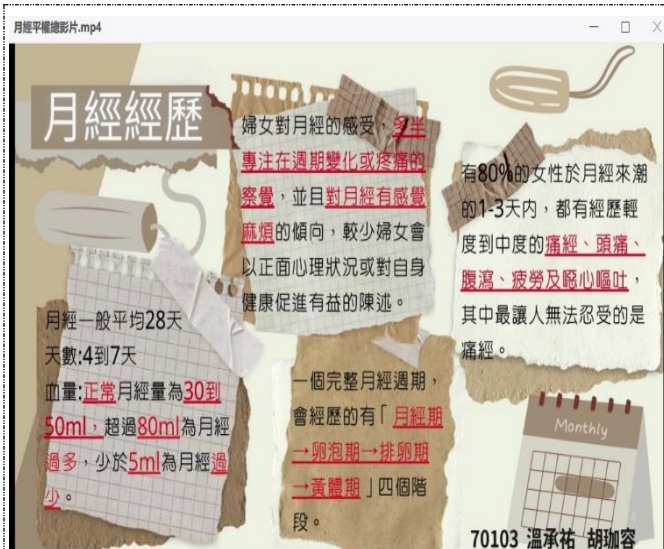 月經平權總影片.mp4
月經經歷
婦女對月經的感受，多半
專注在週期變化或疼痛的
察覺，並且對月經有感覺
麻煩的傾向，較少婦女會
以正面心理狀況或對自身
健康促進有益的陳述。
有80%的女性於月經來潮
的1-3天內，都有經歷輕
度到中度的痛經、頭痛、
腹瀉、疲勞及噁心嘔吐，
其中最讓人無法忍受的是
痛經。
月經一般平均28天
天數:4到7天
血量:正常月經量為30到
50ml，超過80ml為月經
過多，少於5ml為月經過
少。
一個完整月經週期，
會經歷的有「月經期
→卵泡期→排卵期
→黃體期」四個階
段。
Monthly
70103 溫承祐 胡珈容